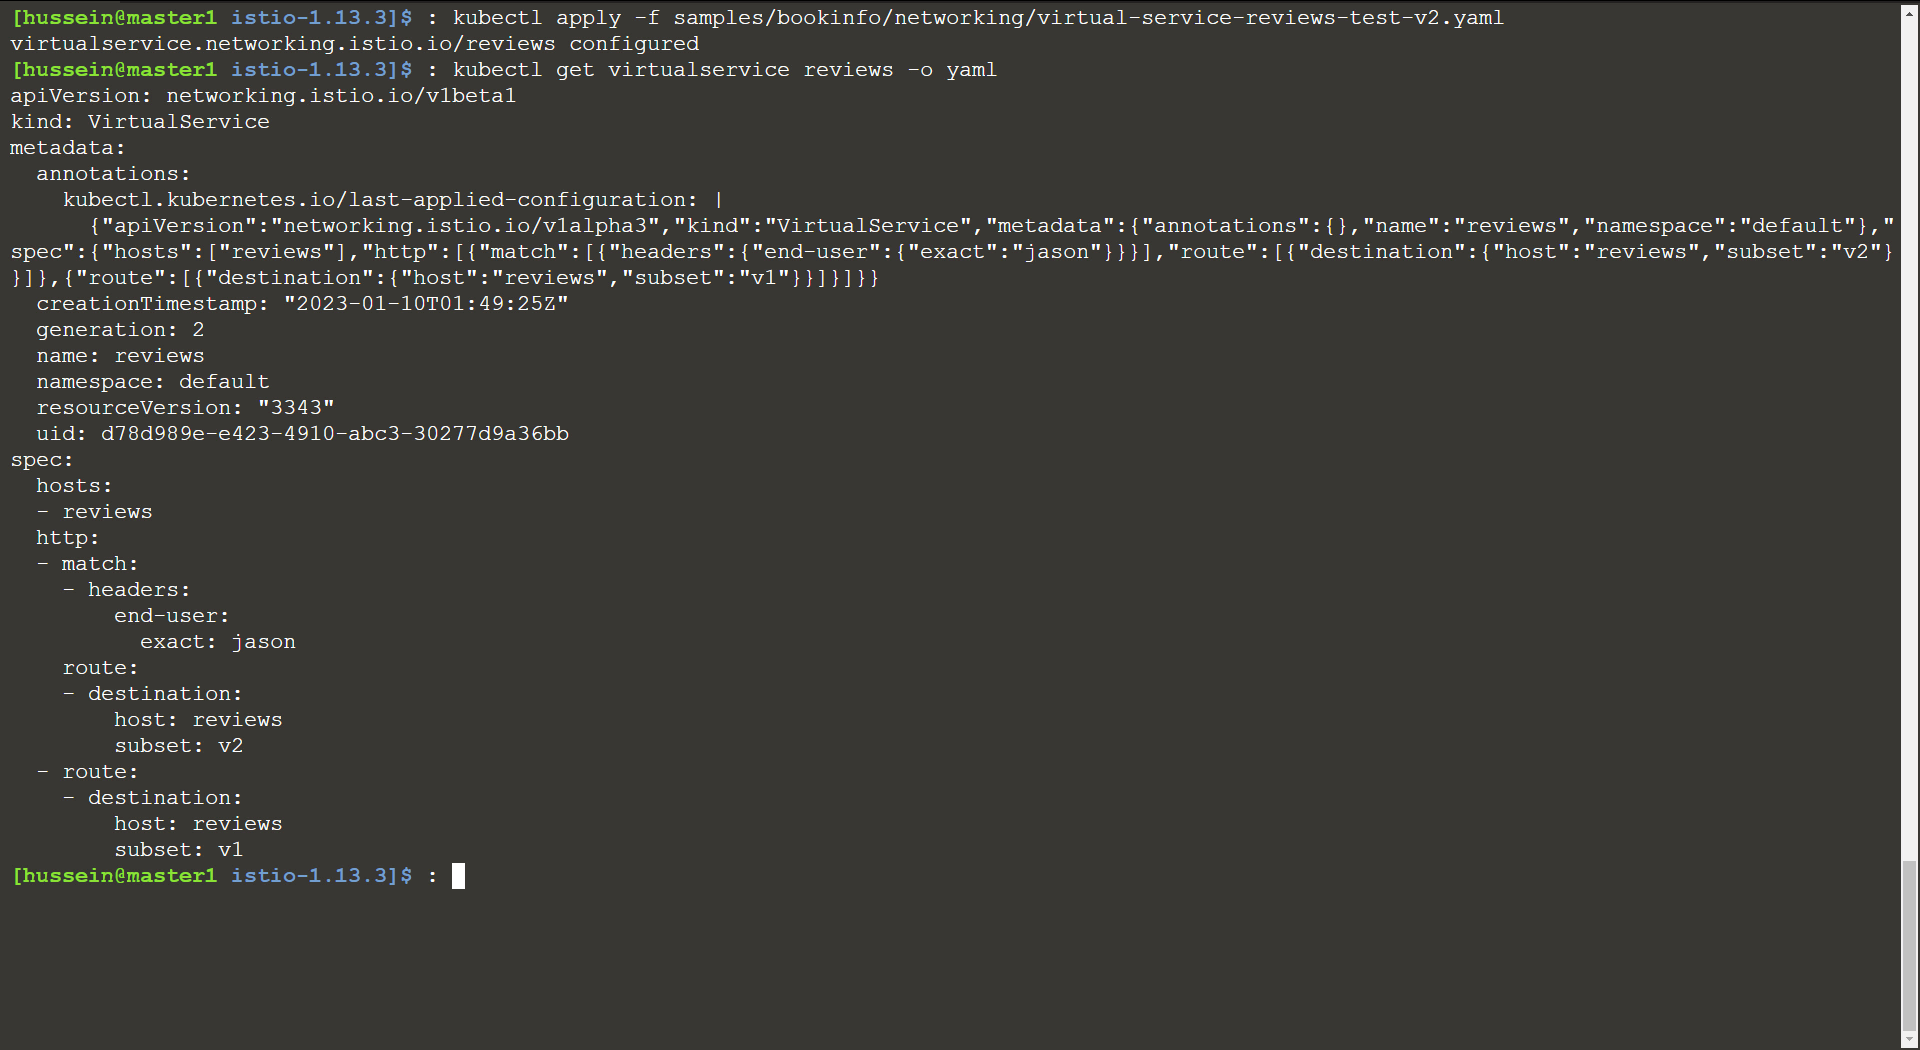 [hussein@master1 istio-1.13.3]$ : kubectl apply -f samples/bookinfo/networking/virtual-service-reviews-test-v2.yaml
virtualservice.networking.istio.io/reviews configured
[hussein@master1 istio-1.13.3]$ : kubectl get virtualservice reviews -o yaml
apiVersion: networking.istio.io/v1beta1
kind: VirtualService
metadata:
  annotations:
    kubectl.kubernetes.io/last-applied-configuration: |
      {"apiVersion":"networking.istio.io/v1alpha3","kind":"VirtualService","metadata":{"annotations":{},"name":"reviews","namespace":"default"},"
spec":{"hosts":["reviews"],"http":[{"match":[{"headers":{"end-user":{"exact":"jason"}}}],"route":[{"destination":{"host":"reviews","subset":"v2"}
}]},{"route":[{"destination":{"host":"reviews","subset":"v1"}}]}]}}
  creationTimestamp: "2023-01-10T01:49:25Z"
  generation: 2
  name: reviews
  namespace: default
  resourceVersion: "3343"
  uid: d78d989e-e423-4910-abc3-30277d9a36bb
spec:
  hosts:
  - reviews
  http:
  - match:
    - headers:
        end-user:
          exact: jason
    route:
    - destination:
        host: reviews
        subset: v2
  - route:
    - destination:
        host: reviews
        subset: v1
[hussein@master1 istio-1.13.3]$ :